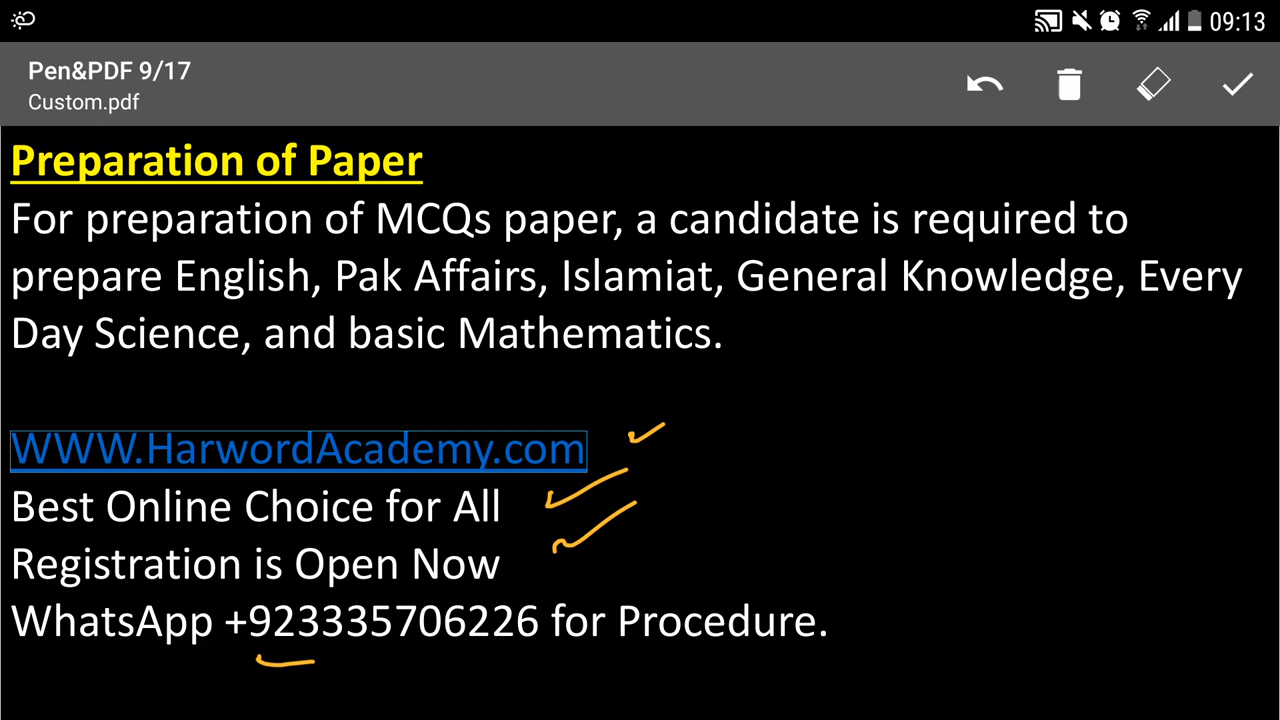 09:13
Pen&PDF 9/17
Custom.pdf
Preparation of Paper
For preparation of MCQs paper, a candidate is required to
prepare English, Pak Affairs, Islamiat, General Knowledge, Every
Day Science, and basic Mathematics.
WWW.HarwordAcademy.com
Best Online Choice for All
Registration is Open Now
WhatsApp +923335706226 for Procedure.